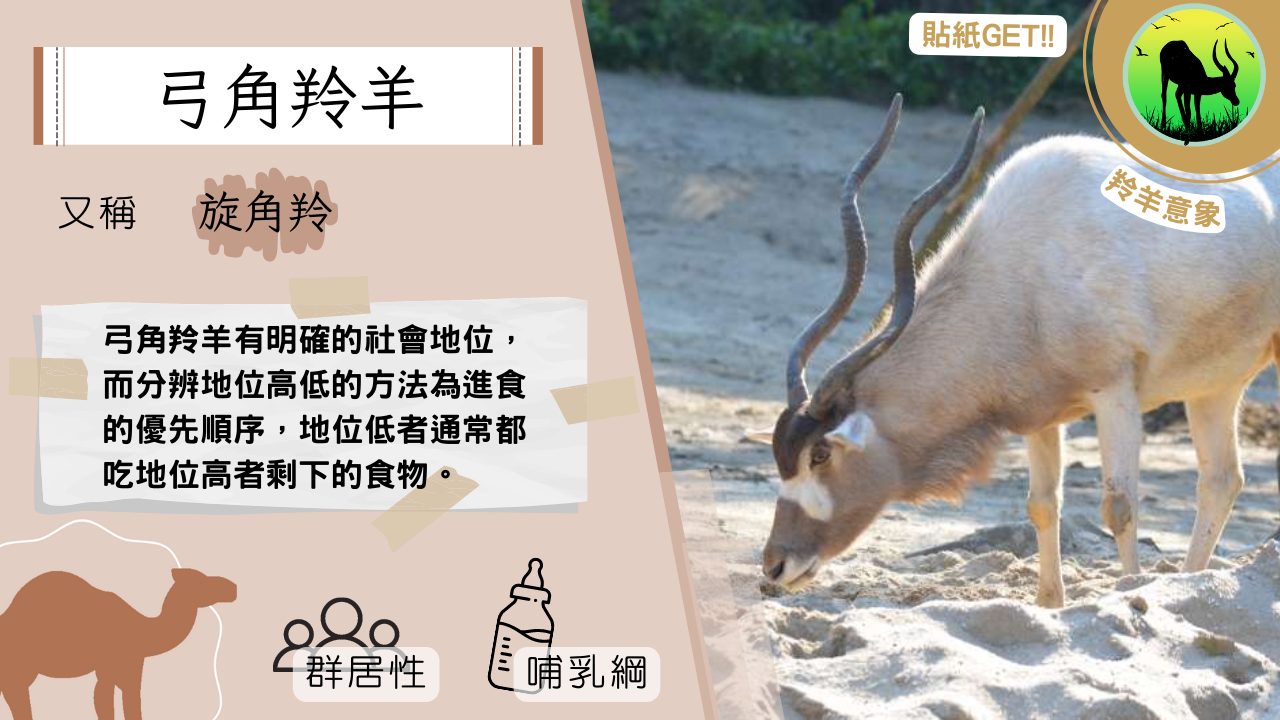 弓角羚羊
又稱 旋角羚
弓角羚羊有明確的社會地位，
而分辨地位高低的方法為進食
的優先順序，地位低者通常都
吃地位高者剩下的食物。
群居性
哺乳綱
貼紙GET!!
羚羊意象